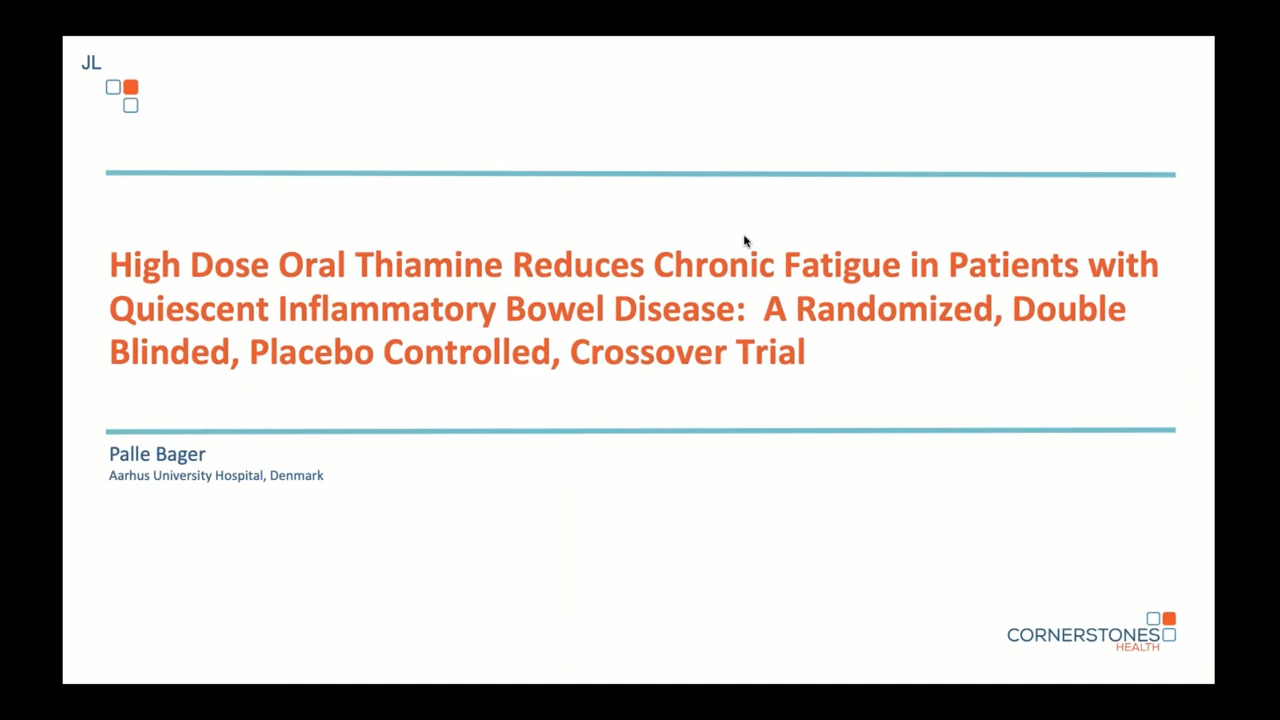 JL
High Dose Oral Thiamine Reduces Chronic Fatigue in Patients with
Quiescent Inflammatory Bowel Disease:  A Randomized, Double
Blinded, Placebo Controlled, Crossover Trial
Palle Bager
Aarhus University Hospital, Denmark
CORNERSTONES
HEALTH